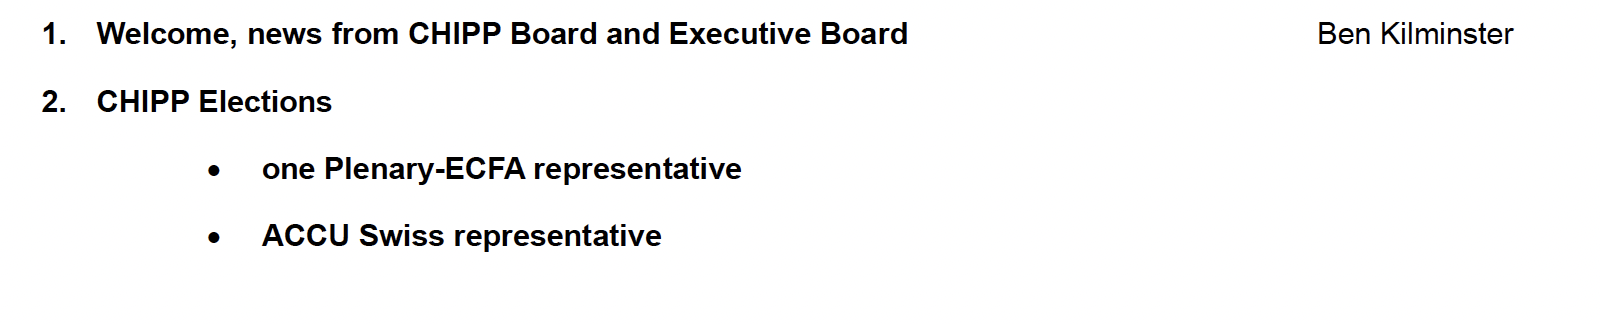 1. Welcome, news from CHIPP Board and Executive Board Ben Kilminster
2. CHIPP Elections
• one Plenary-ECFA representative
• ACCU Swiss representative